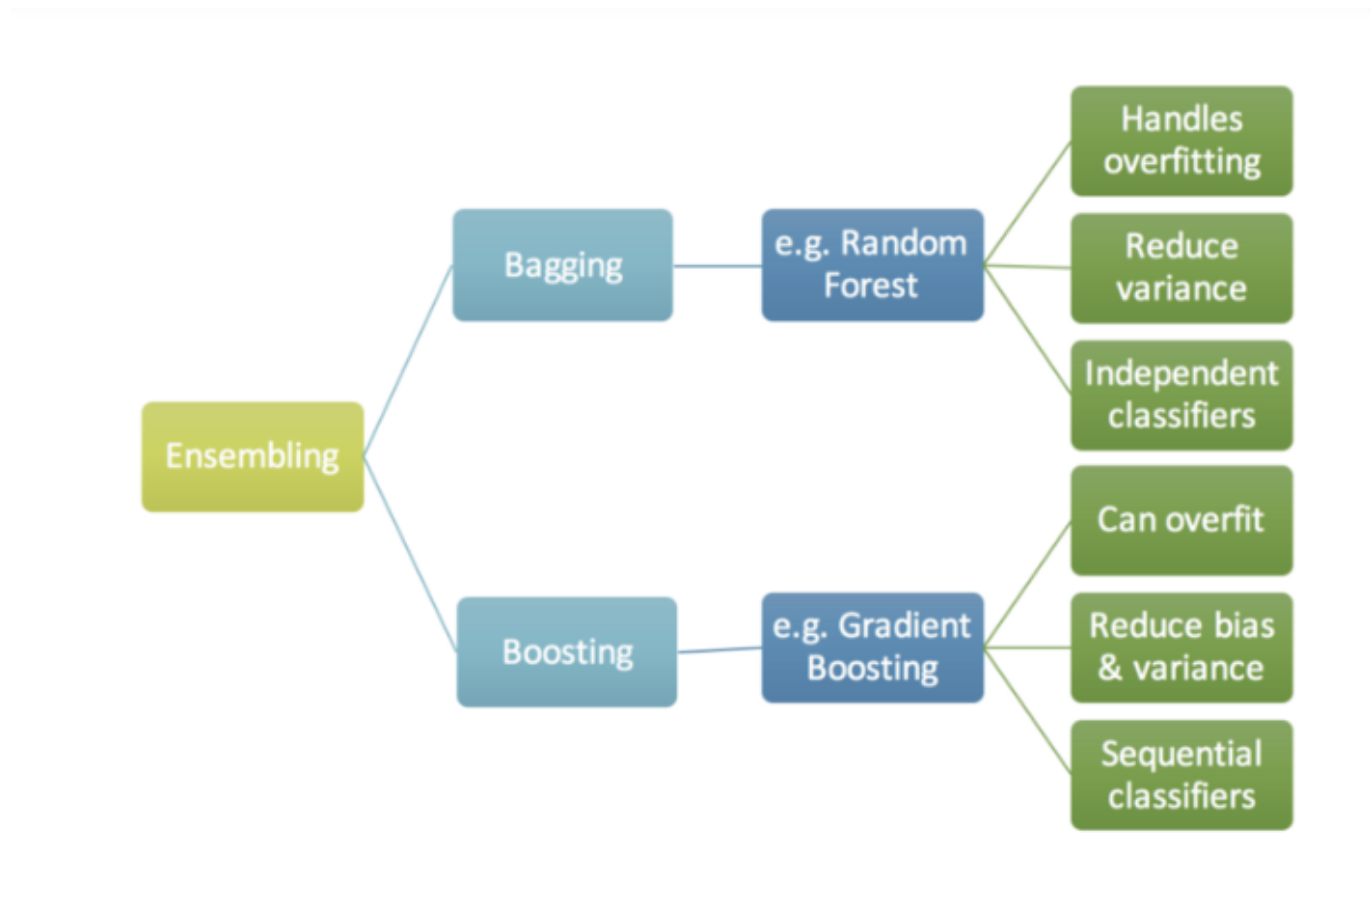 Handles
overfitting
Bagging
e.g. Random
Forest
Reduce
variance
Independent
classifiers
Ensembling
Can overfit
Boosting
e.g. Gradient
Boosting
Reduce bias
& variance
Sequential
classifiers